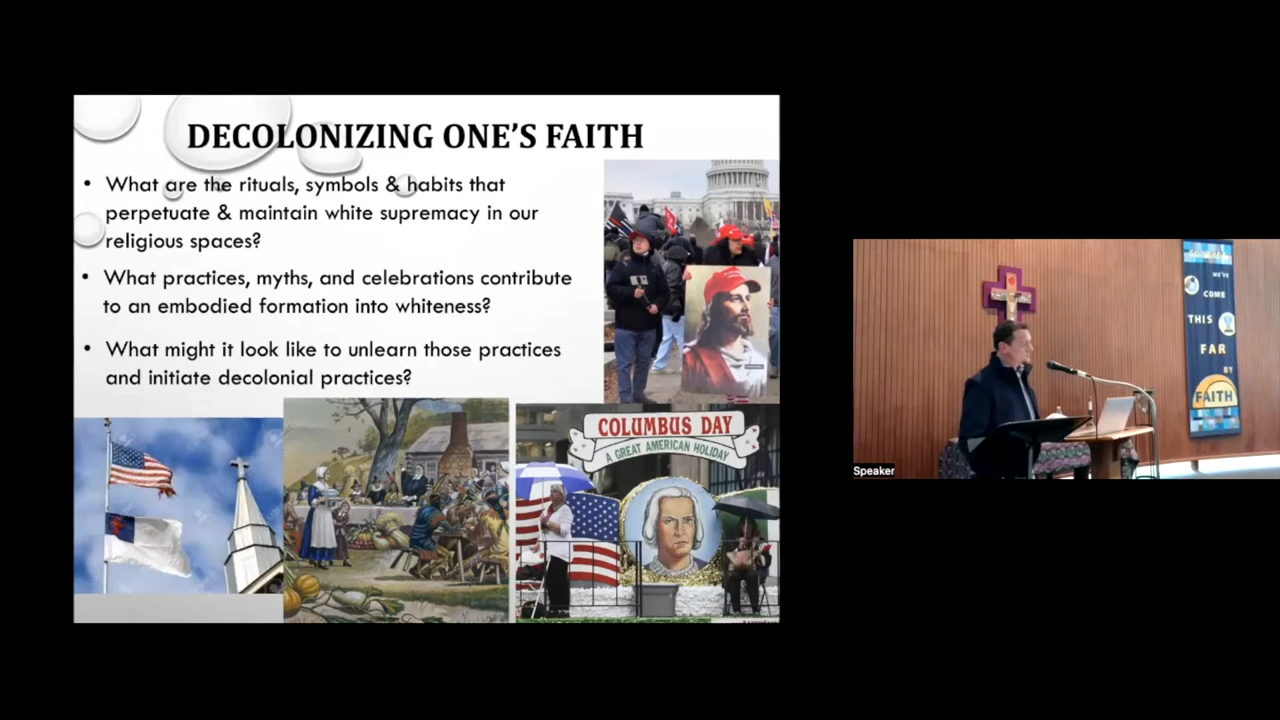 DECOLONIZING ONE'S FAITH
• What are the rituals, symbols & habits that
perpetuate & maintain white supremacy in our
religious spaces?
• What practices, myths, and celebrations contribute
to an embodied formation into whiteness?
• What might it look like to unlearn those practices
and initiate decolonial practices?
COLUMBUS DAY
A GREAT AMERICAN HOLIDAY
WE'VE
COME
THIS
FAR
BY
FAITH
Speaker